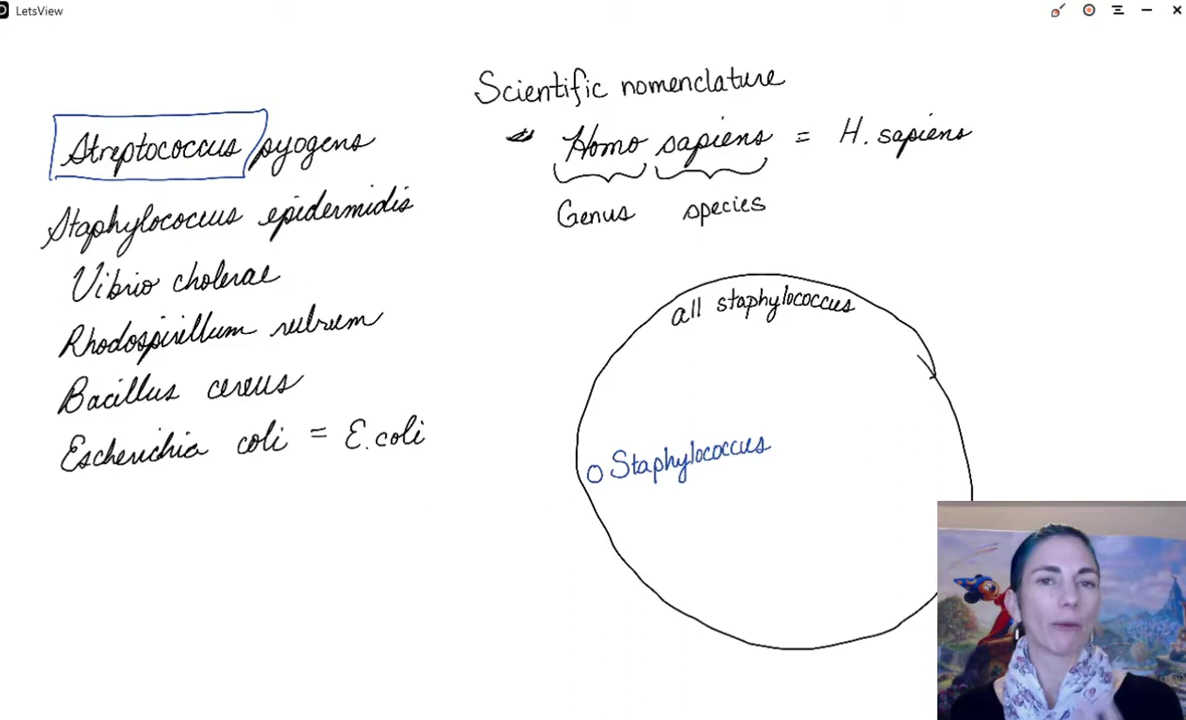 LetsView
Scientific nomenclature
Homo sapiens = H. sapiens
Genus species
Streptococcus pyogens
Staphylococcus epidermidis
Vibrio cholerae
Rhodospirillum rubrum
Bacillus cereus
Escherichia coli = E. coli
all staphylococcus
Staphylococcus